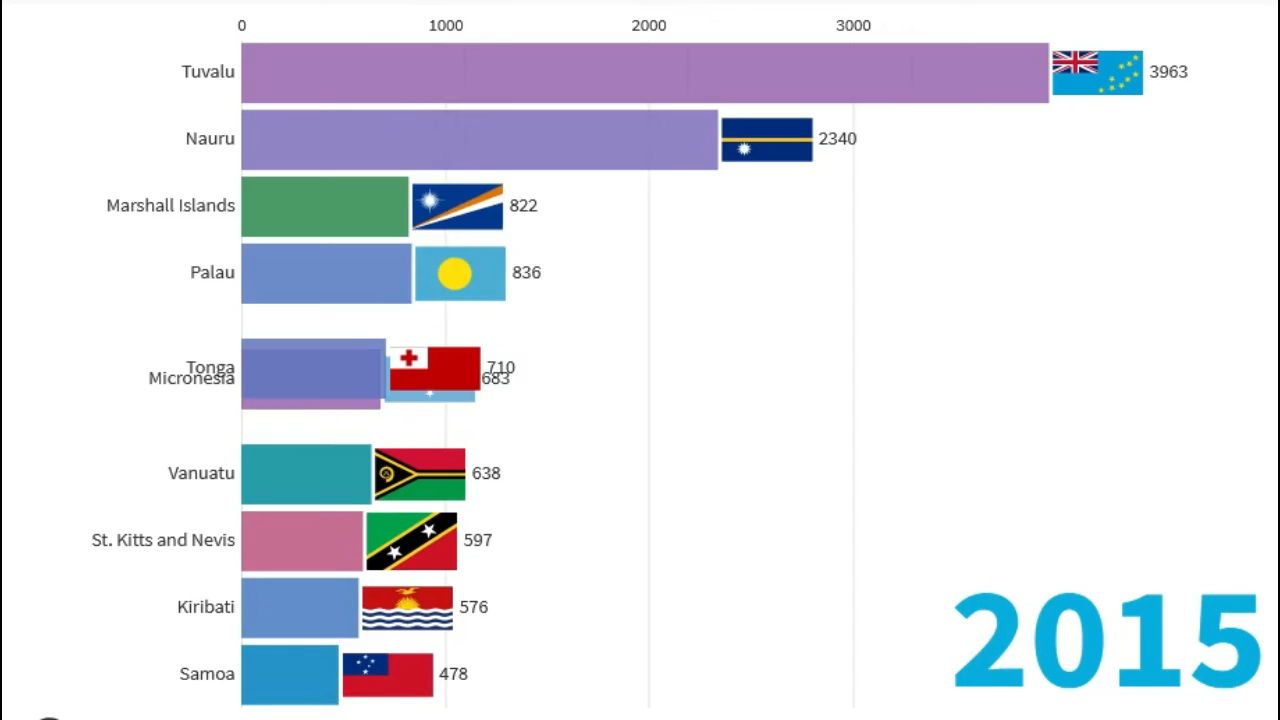 0 1000 2000 3000
Tuvalu 3963
Nauru 2340
Marshall Islands 822
Palau 836
Tonga 710
Micronesia 683
Vanuatu 638
St. Kitts and Nevis 597
Kiribati 576
Samoa 478
2015